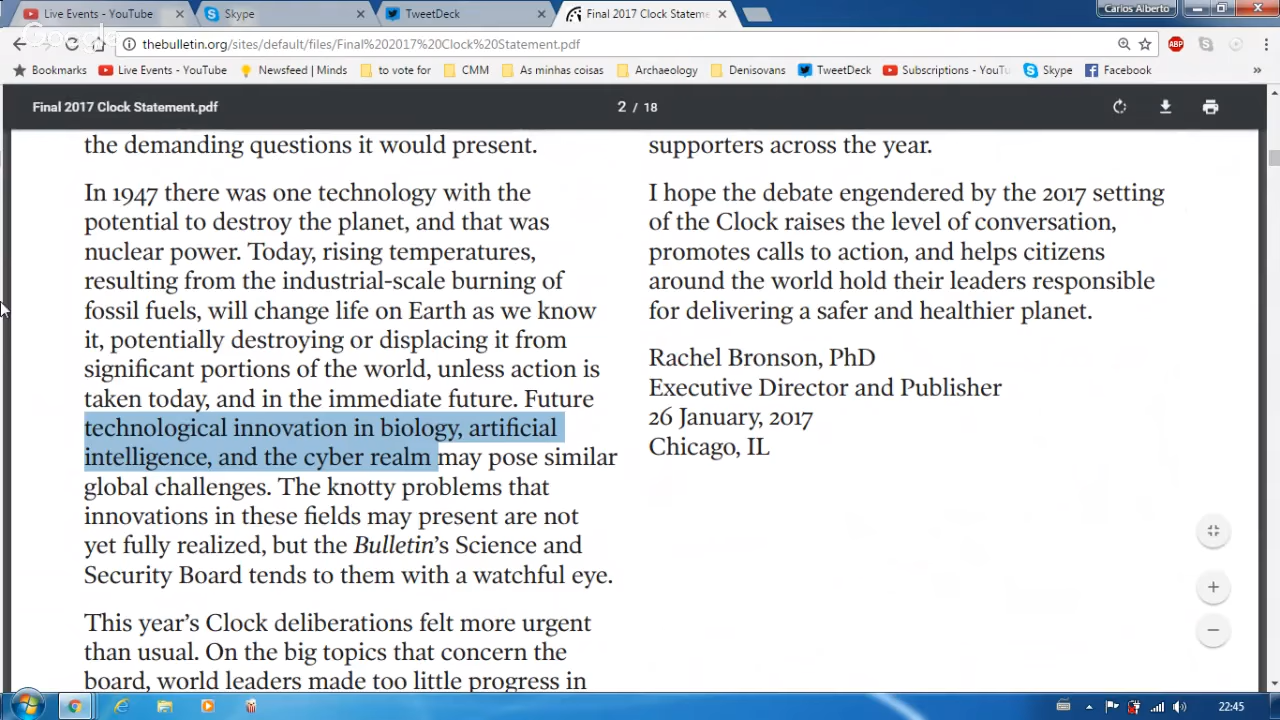 Live Events - YouTube
Skype
TweetDeck
Final 2017 Clock Stateme
Carlos Alberto
Google
thebulletin.org/sites/default/files/Final%202017%20Clock%20Statement.pdf
ABP
Bookmarks
Live Events - YouTube
Newsfeed | Minds
to vote for
CMM
As minhas coisas
Archaeology
Denisovans
TweetDeck
Subscriptions - YouTu
Skype
Facebook
»
Final 2017 Clock Statement.pdf
2 / 18
the demanding questions it would present.
In 1947 there was one technology with the
potential to destroy the planet, and that was
nuclear power. Today, rising temperatures,
resulting from the industrial-scale burning of
fossil fuels, will change life on Earth as we know
it, potentially destroying or displacing it from
significant portions of the world, unless action is
taken today, and in the immediate future. Future
technological innovation in biology, artificial
intelligence, and the cyber realm may pose similar
global challenges. The knotty problems that
innovations in these fields may present are not
yet fully realized, but the Bulletin's Science and
Security Board tends to them with a watchful eye.
This year's Clock deliberations felt more urgent
than usual. On the big topics that concern the
board, world leaders made too little progress in
supporters across the year.
I hope the debate engendered by the 2017 setting
of the Clock raises the level of conversation,
promotes calls to action, and helps citizens
around the world hold their leaders responsible
for delivering a safer and healthier planet.
Rachel Bronson, PhD
Executive Director and Publisher
26 January, 2017
Chicago, IL
22:45